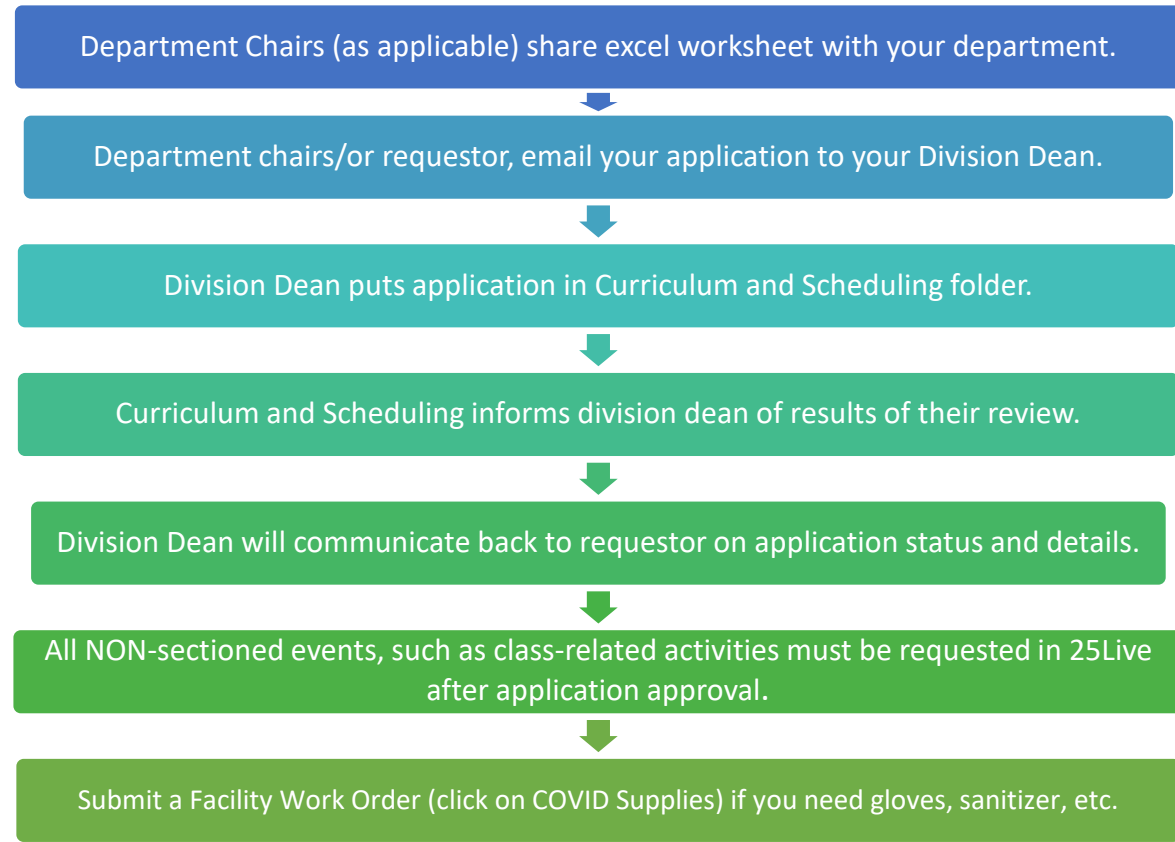 Department Chairs (as applicable) share excel worksheet with your department.
Department chairs/or requestor, email your application to your Division Dean.
Division Dean puts application in Curriculum and Scheduling folder.
Curriculum and Scheduling informs division dean of results of their review.
Division Dean will communicate back to requestor on application status and details.
All NON-sectioned events, such as class-related activities must be requested in 25Live
after application approval.
Submit a Facility Work Order (click on COVID Supplies) if you need gloves, sanitizer, etc.